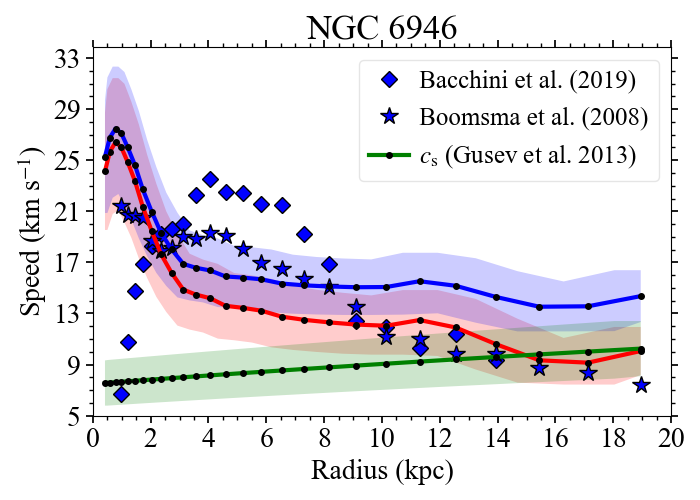 NGC 6946
Bacchini et al. (2019)
Boomsma et al. (2008)
c_s (Gusev et al. 2013)
Speed (km s⁻¹)
33
29
25
21
17
13
9
5
0 2 4 6 8 10 12 14 16 18 20
Radius (kpc)